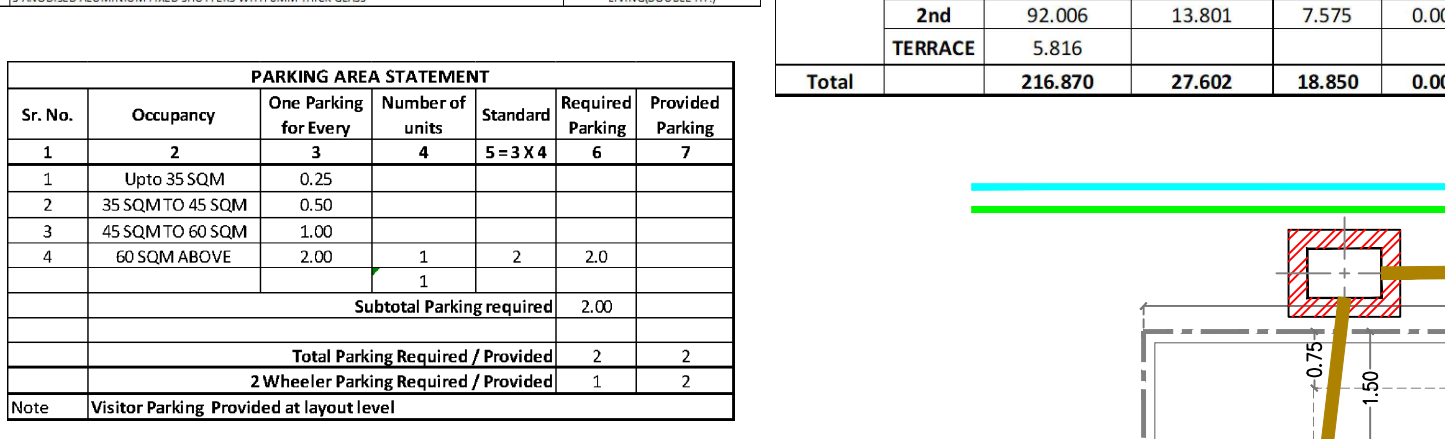 2nd 92.006 13.801 7.575
TERRACE 5.816
Total 216.870 27.602 18.850
PARKING AREA STATEMENT
Sr. No. Occupancy One Parking for Every Number of units Standard Required Parking Provided Parking
1 2 3 4 5 = 3 X 4 6 7
1 Upto 35 SQM 0.25
2 35 SQM TO 45 SQM 0.50
3 45 SQM TO 60 SQM 1.00
4 60 SQM ABOVE 2.00 1 2 2.0
1
Subtotal Parking required 2.00
Total Parking Required / Provided 2 2
2 Wheeler Parking Required / Provided 1 2
Note Visitor Parking Provided at layout level
0.75
1.50